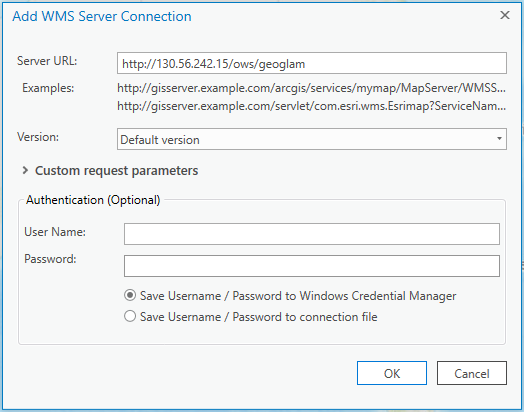 Add WMS Server Connection
Server URL:
http://130.56.242.15/ows/geoglam
Examples:
http://gisserver.example.com/arcgis/services/mymap/MapServer/WMSS...
http://gisserver.example.com/servlet/com.esri.wms.Esrimap?ServiceNam...
Version:
Default version
Custom request parameters
Authentication (Optional)
User Name:
Password:
Save Username / Password to Windows Credential Manager
Save Username / Password to connection file
OK
Cancel